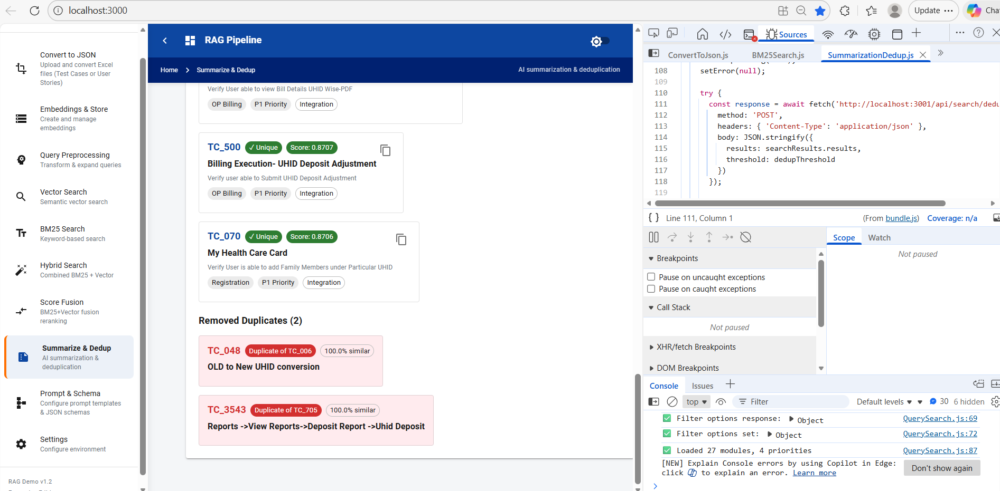 localhost:3000
Update
Chat
Convert to JSON
Upload and convert Excel
files (Test Cases or User
Stories)
Embeddings & Store
Create and manage
embeddings
Query Preprocessing
Transform & expand queries
Vector Search
Semantic vector search
BM25 Search
Keyword-based search
Hybrid Search
Combined BM25 + Vector
Score Fusion
BM25+Vector fusion
reranking
Summarize & Dedup
AI summarization &
deduplication
Prompt & Schema
Configure prompt templates
& JSON schemas
Settings
Configure environment
RAG Demo v1.2
RAG Pipeline
Home > Summarize & Dedup
AI summarization & deduplication
Verify User able to view Bill Details UHID Wise-PDF
OP Billing P1 Priority Integration
TC_500 ✓ Unique Score: 0.8707
Billing Execution- UHID Deposit Adjustment
Verify user able to Submit UHID Deposit Adjustment
OP Billing P1 Priority Integration
TC_070 ✓ Unique Score: 0.8706
My Health Care Card
Verify User is able to add Family Members under Particular UHID
Registration P1 Priority Integration
Removed Duplicates (2)
TC_048 Duplicate of TC_006 100.0% similar
OLD to New UHID conversion
TC_3543 Duplicate of TC_705 100.0% similar
Reports ->View Reports->Deposit Report ->Uhid Deposit
Sources
ConvertToJson.js BM25Search.js SummarizationDedup.js
108 setError(null);
109
110 try {
111 const response = await fetch('http://localhost:3001/api/search/dedu
112 method: 'POST',
113 headers: { 'Content-Type': 'application/json' },
114 body: JSON.stringify({
115 results: searchResults.results,
116 threshold: dedupThreshold
117 })
118 });
119
{ } Line 111, Column 1 (From bundle.js) Coverage: n/a
Scope Watch
Not paused
Breakpoints
Pause on uncaught exceptions
Pause on caught exceptions
Call Stack
Not paused
XHR/fetch Breakpoints
DOM Breakpoints
Console Issues
top Filter Default levels 30 6 hidden
Filter options response: Object QuerySearch.js:69
Filter options set: Object QuerySearch.js:72
Loaded 27 modules, 4 priorities QuerySearch.js:87
[NEW] Explain Console errors by using Copilot in Edge:
click to explain an error. Learn more
Don't show again